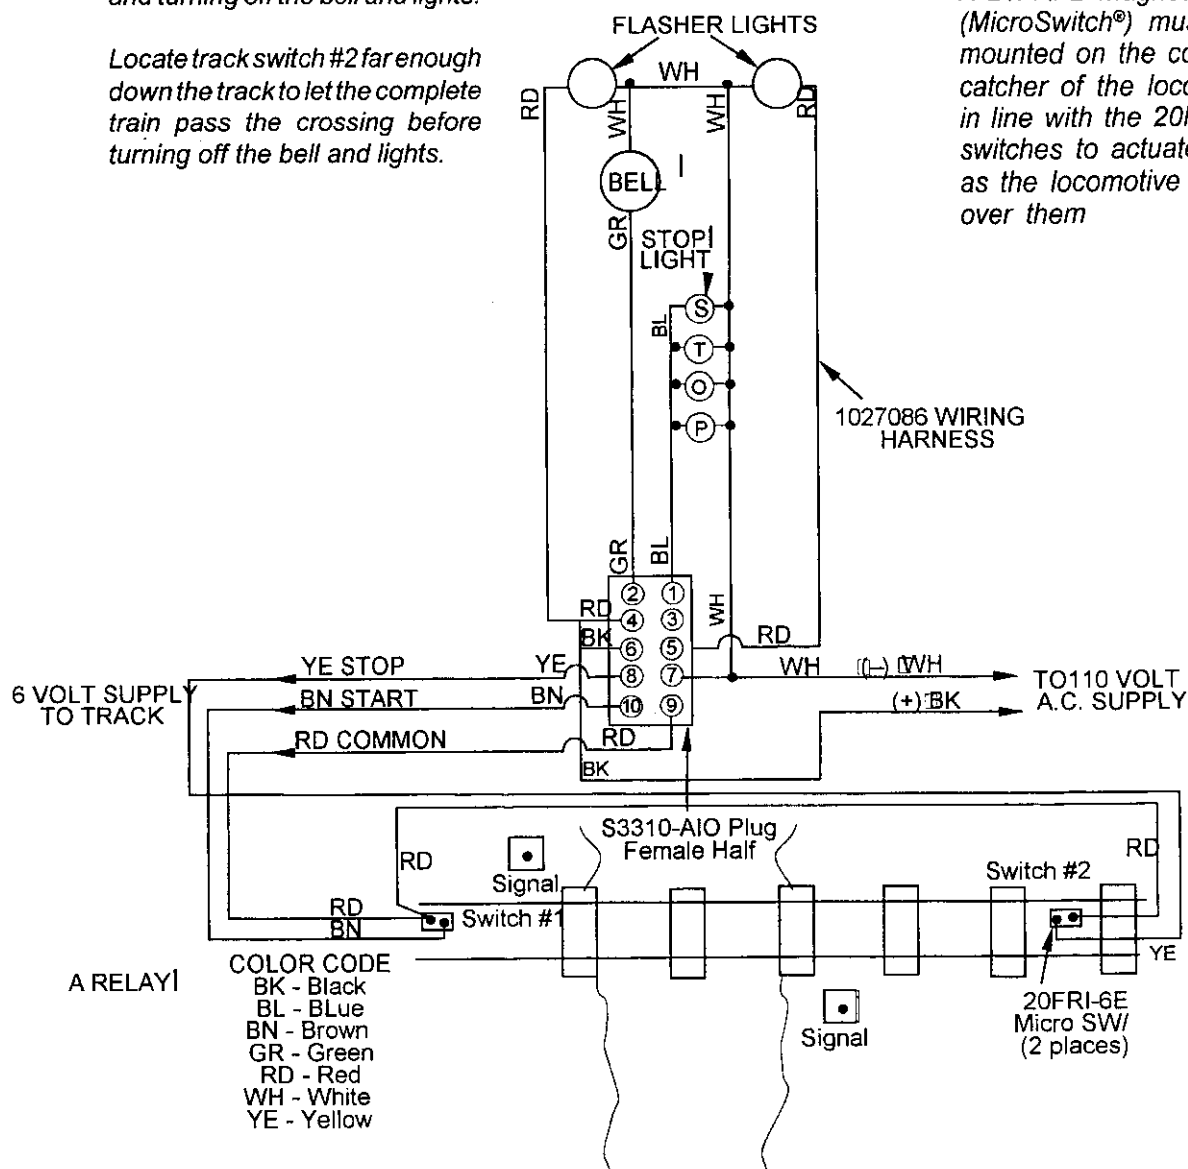 and turning off the bell and lights.
Locate track switch #2 far enough
down the track to let the complete
train pass the crossing before
turning off the bell and lights.
(MicroSwitch®) mus
mounted on the co
catcher of the loco
in line with the 20
switches to actuate
as the locomotive
over them
FLASHER LIGHTS
WH
RD
WH
WH
RD
BELL
GR
STOP
LIGHT
BL
S
T
O
P
1027086 WIRING
HARNESS
GR
BL
2
1
RD
4
3
WH
BK
6
5
RD
YE STOP
YE
8
7
WH
(-)
WH
TO110 VOLT
A.C. SUPPLY
6 VOLT SUPPLY
TO TRACK
BN START
BN
10
9
(+)
BK
RD COMMON
RD
BK
S3310-AIO Plug
Female Half
RD
Signal
Switch #2
RD
RD
Switch #1
BN
YE
A RELAY
COLOR CODE
BK - Black
BL - BLue
BN - Brown
GR - Green
RD - Red
WH - White
YE - Yellow
Signal
20FRI-6E
Micro SW/
(2 places)